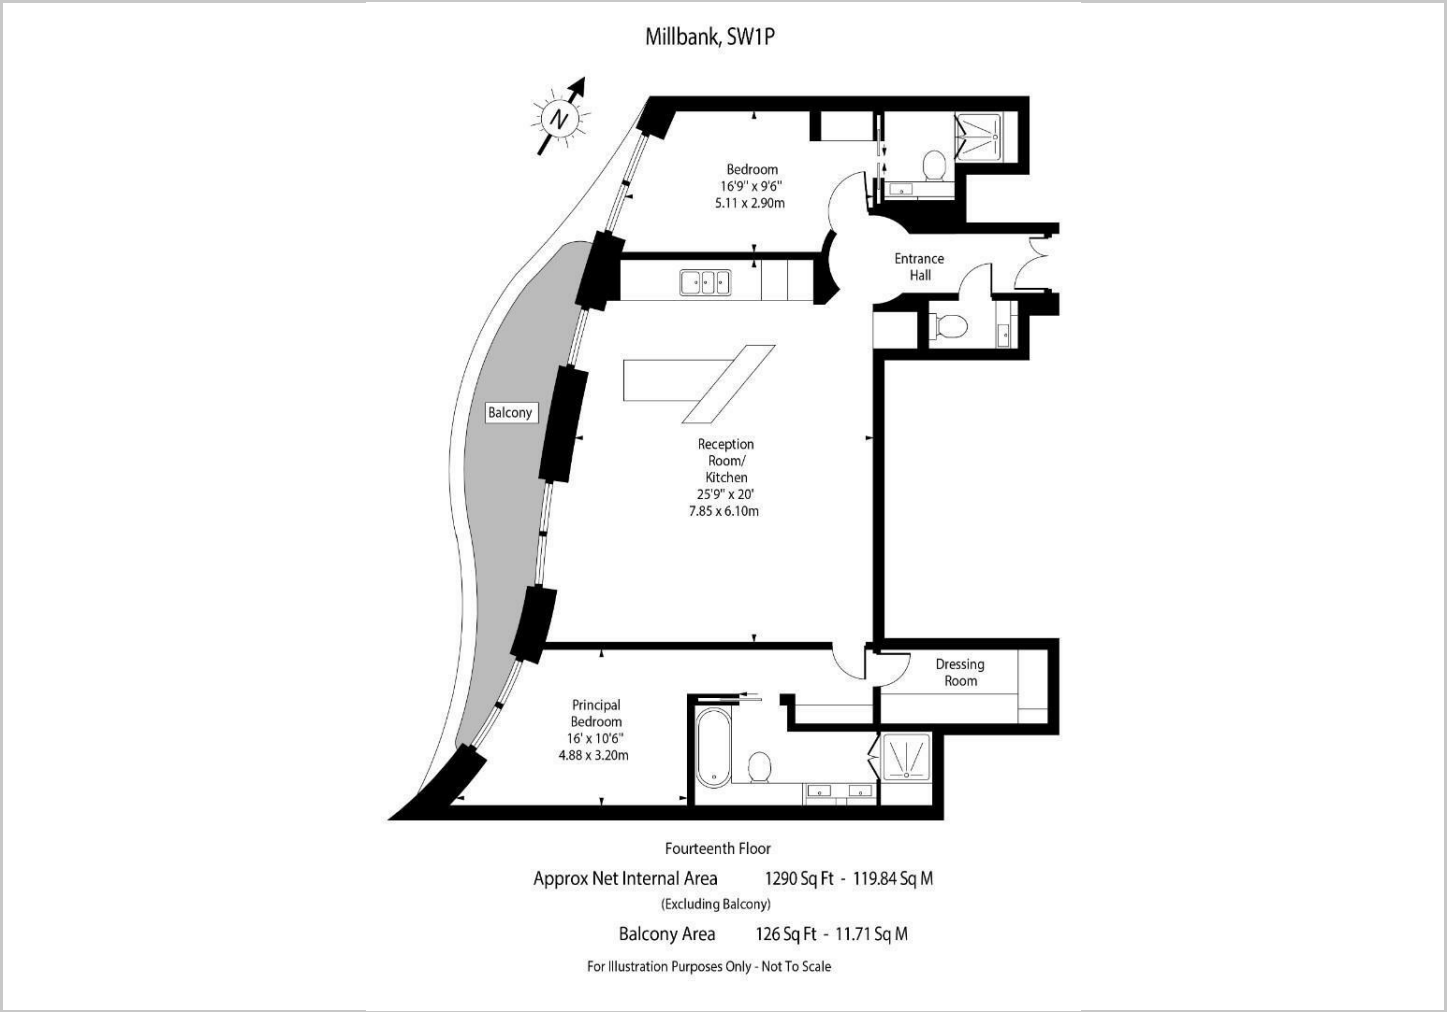 Millbank, SW1P
N
Bedroom
16'9" x 9'6"
5.11 x 2.90m
Entrance
Hall
Balcony
Reception
Room/
Kitchen
25'9" x 20'
7.85 x 6.10m
Dressing
Room
Principal
Bedroom
16' x 10'6"
4.88 x 3.20m
Fourteenth Floor
Approx Net Internal Area 1290 Sq Ft - 119.84 Sq M
(Excluding Balcony)
Balcony Area 126 Sq Ft - 11.71 Sq M
For Illustration Purposes Only - Not To Scale